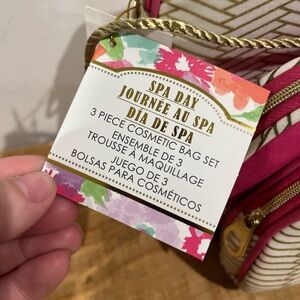 SPA DAY
JOURNÉE AU SPA
DIA DE SPA
3 PIECE COSMETIC BAG SET
ENSEMBLE DE 3
TROUSSE À MAQUILLAGE
JUEGO DE 3
BOLSAS PARA COSMÉTICOS